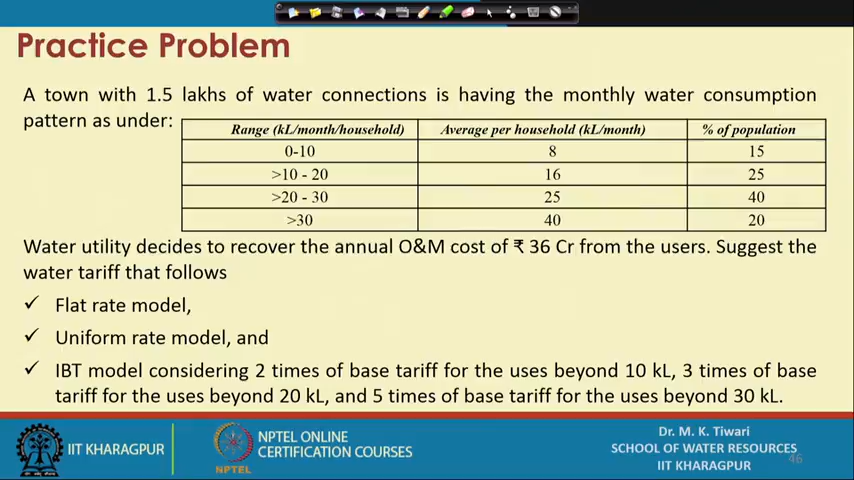 Practice Problem
A town with 1.5 lakhs of water connections is having the monthly water consumption
pattern as under:
Range (kL/month/household) Average per household (kL/month) % of population
0-10 8 15
>10 - 20 16 25
>20 - 30 25 40
>30 40 20
Water utility decides to recover the annual O&M cost of ₹ 36 Cr from the users. Suggest the
water tariff that follows
✓ Flat rate model,
✓ Uniform rate model, and
✓ IBT model considering 2 times of base tariff for the uses beyond 10 kL, 3 times of base
tariff for the uses beyond 20 kL, and 5 times of base tariff for the uses beyond 30 kL.
IIT KHARAGPUR
NPTEL
NPTEL ONLINE
CERTIFICATION COURSES
Dr. M. K. Tiwari
SCHOOL OF WATER RESOURCES
IIT KHARAGPUR
46